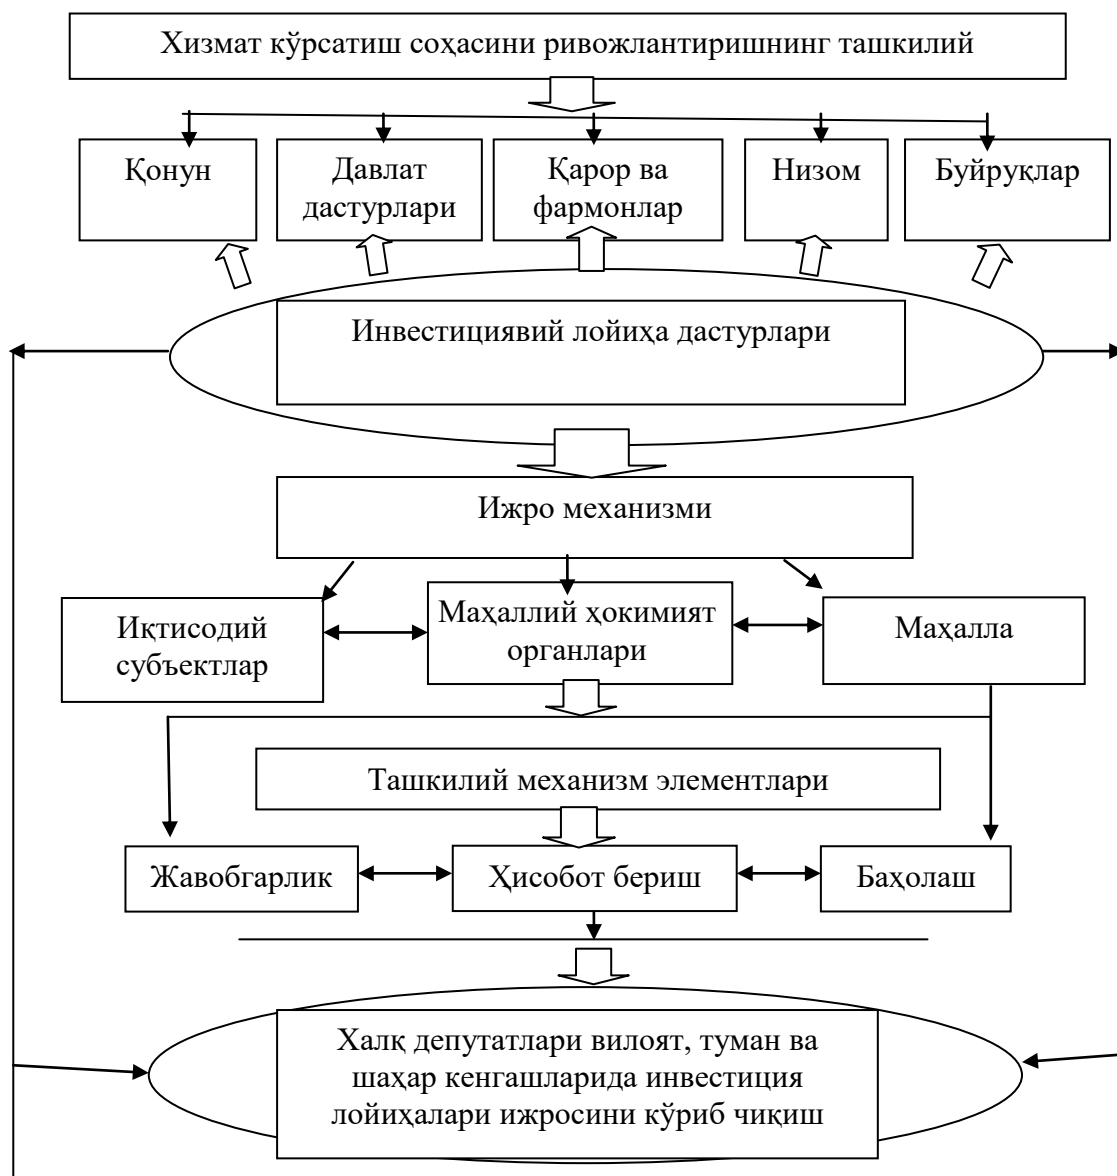 Хизмат кўрсатиш соҳасини ривожлантиришнинг ташкилий
Қонун
Давлат
дастурлари
Қарор ва
фармонлар
Низом
Буйруқлар
Инвестициявий лойиҳа дастурлари
Ижро механизми
Иқтисодий
субъектлар
Маҳаллий ҳокимият
органлари
Маҳалла
Ташкилий механизм элементлари
Жавобгарлик
Ҳисобот бериш
Баҳолаш
Халқ депутатлари вилоят, туман ва
шаҳар кенгашларида инвестиция
лойиҳалари ижросини кўриб чиқиш